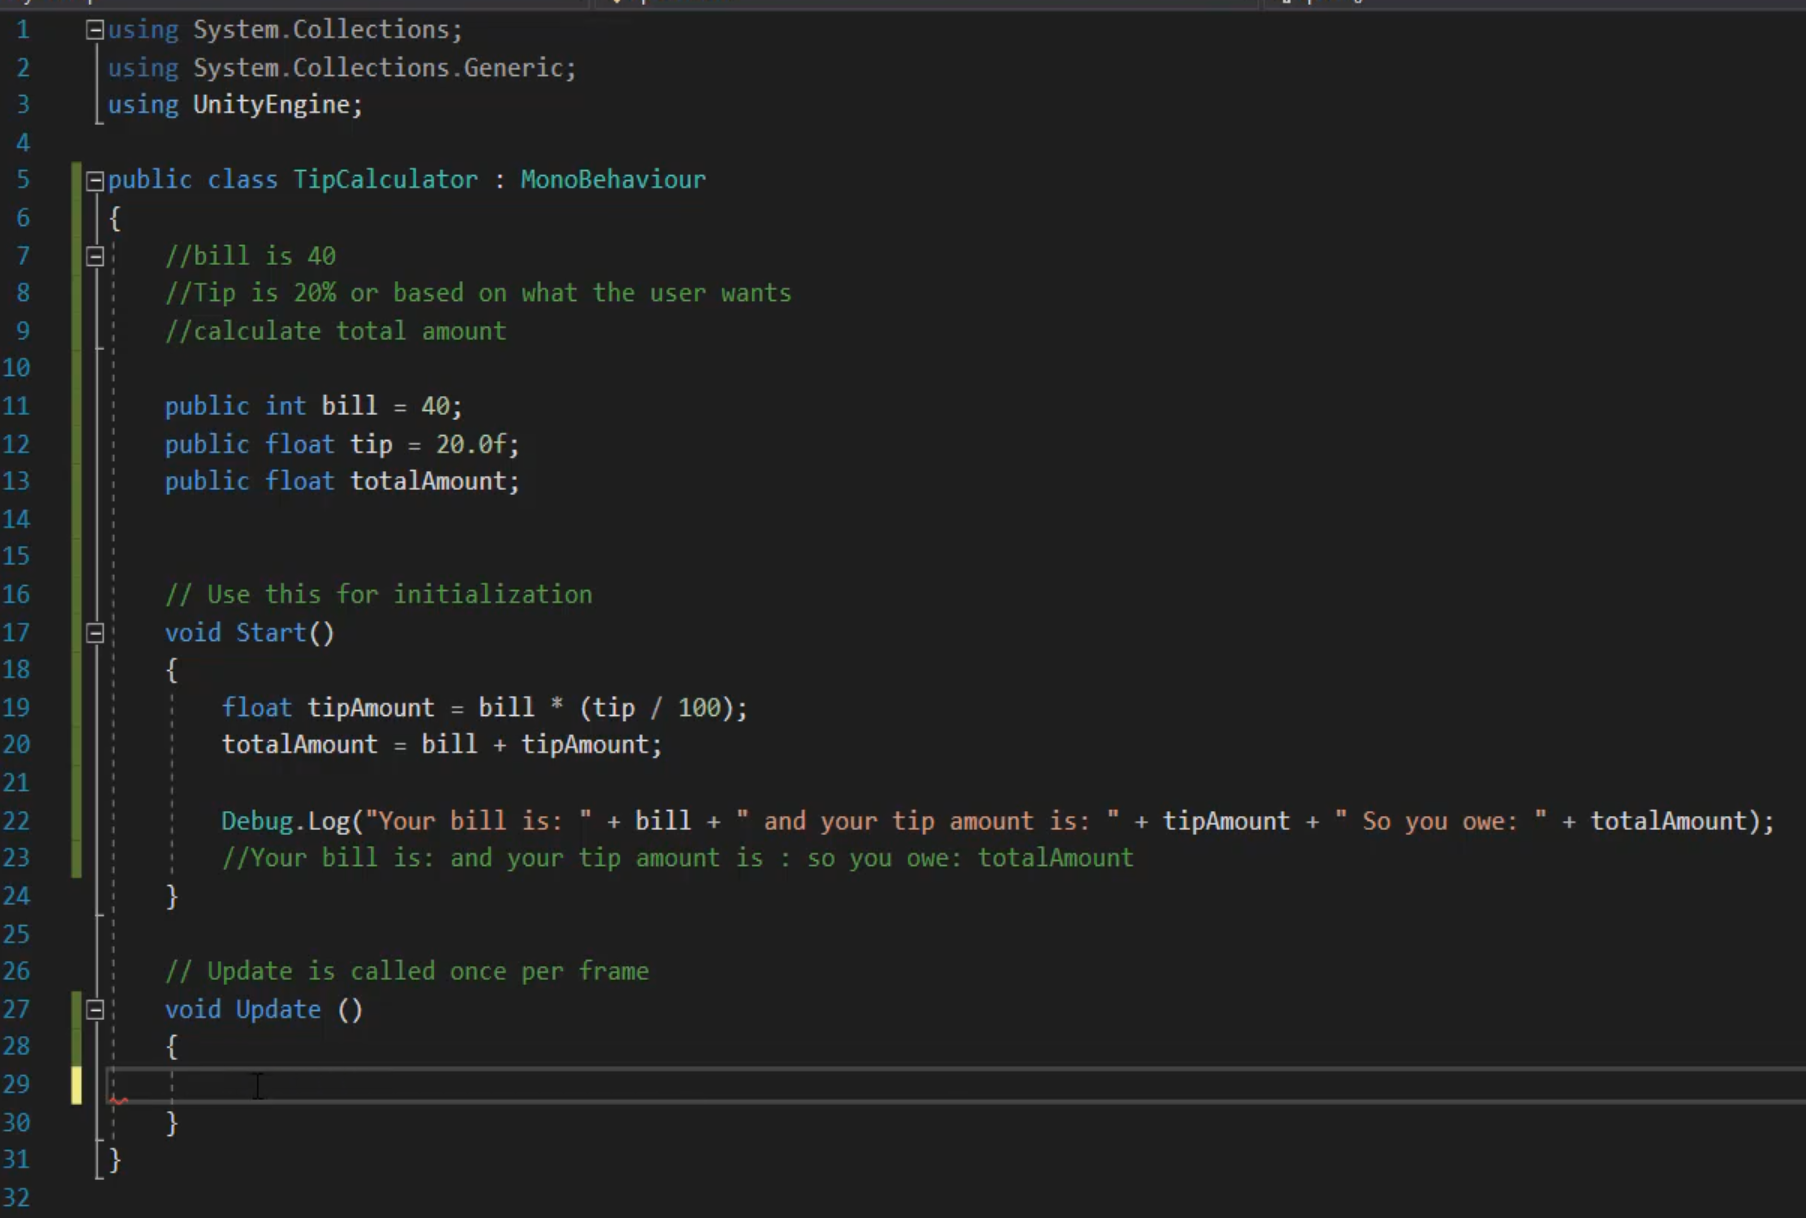 1 using System.Collections;
2 using System.Collections.Generic;
3 using UnityEngine;
4
5 public class TipCalculator : MonoBehaviour
6 {
7 //bill is 40
8 //Tip is 20% or based on what the user wants
9 //calculate total amount
10
11 public int bill = 40;
12 public float tip = 20.0f;
13 public float totalAmount;
14
15
16 // Use this for initialization
17 void Start()
18 {
19 float tipAmount = bill * (tip / 100);
20 totalAmount = bill + tipAmount;
21
22 Debug.Log("Your bill is: " + bill + " and your tip amount is: " + tipAmount + " So you owe: " + totalAmount);
23 //Your bill is: and your tip amount is : so you owe: totalAmount
24 }
25
26 // Update is called once per frame
27 void Update ()
28 {
29
30 }
31 }
32